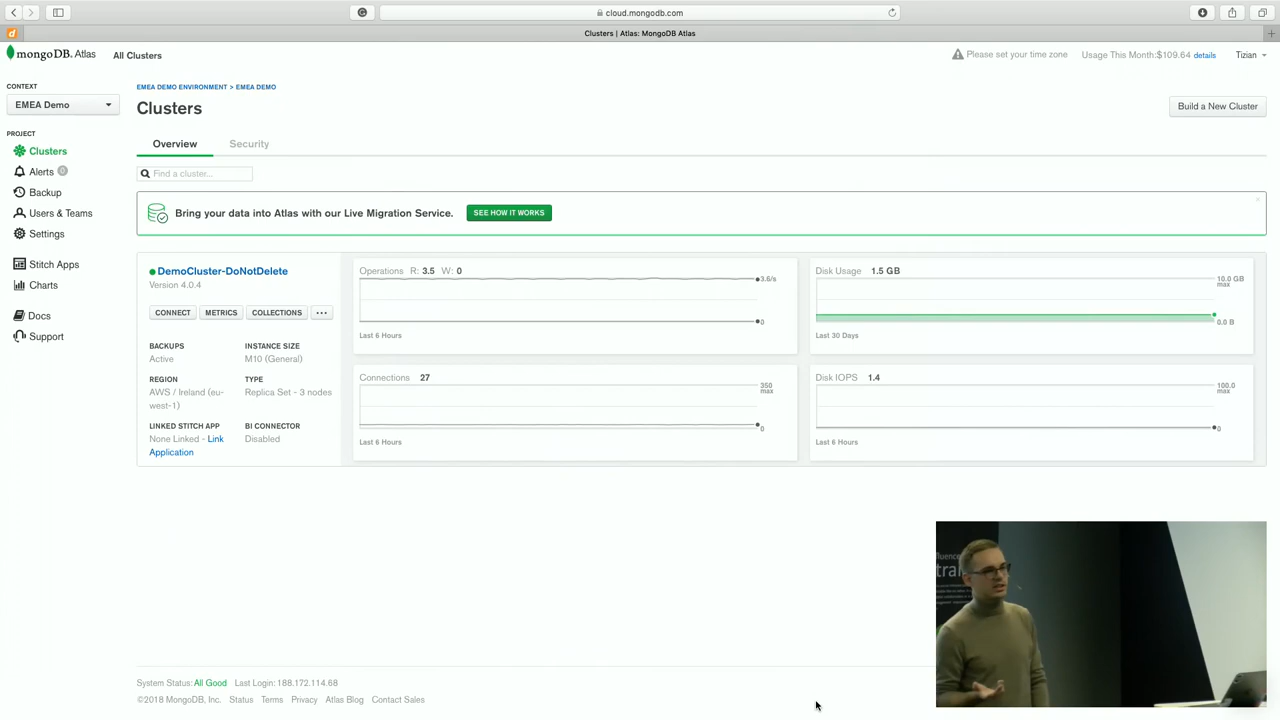 cloud.mongodb.com
Clusters | Atlas: MongoDB Atlas
mongoDB. Atlas
All Clusters
Please set your time zone
Usage This Month:$109.64 details
Tizian
CONTEXT
EMEA Demo
PROJECT
Clusters
Alerts 0
Backup
Users & Teams
Settings
Stitch Apps
Charts
Docs
Support
EMEA DEMO ENVIRONMENT > EMEA DEMO
Clusters
Build a New Cluster
Overview
Security
Find a cluster...
Bring your data into Atlas with our Live Migration Service.
SEE HOW IT WORKS
DemoCluster-DoNotDelete
Version 4.0.4
CONNECT
METRICS
COLLECTIONS
...
BACKUPS
Active
INSTANCE SIZE
M10 (General)
REGION
AWS / Ireland (eu-
west-1)
TYPE
Replica Set - 3 nodes
LINKED STITCH APP
None Linked - Link
Application
BI CONNECTOR
Disabled
Operations R: 3.5 W: 0
3.6/s
0
Last 6 Hours
Disk Usage 1.5 GB
10.0 GB
max
0.0 B
Last 30 Days
Connections 27
350
max
0
Last 6 Hours
Disk IOPS 1.4
100.0
max
0
Last 6 Hours
System Status: All Good Last Login: 188.172.114.68
©2018 MongoDB, Inc. Status Terms Privacy Atlas Blog Contact Sales